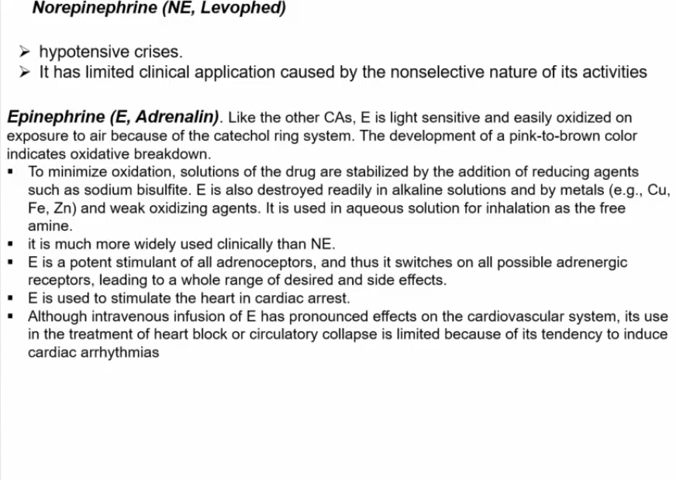 Norepinephrine (NE, Levophed)
➢ hypotensive crises.
➢ It has limited clinical application caused by the nonselective nature of its activities
Epinephrine (E, Adrenalin). Like the other CAs, E is light sensitive and easily oxidized on
exposure to air because of the catechol ring system. The development of a pink-to-brown color
indicates oxidative breakdown.
▪ To minimize oxidation, solutions of the drug are stabilized by the addition of reducing agents
such as sodium bisulfite. E is also destroyed readily in alkaline solutions and by metals (e.g., Cu,
Fe, Zn) and weak oxidizing agents. It is used in aqueous solution for inhalation as the free
amine.
▪ it is much more widely used clinically than NE.
▪ E is a potent stimulant of all adrenoceptors, and thus it switches on all possible adrenergic
receptors, leading to a whole range of desired and side effects.
▪ E is used to stimulate the heart in cardiac arrest.
▪ Although intravenous infusion of E has pronounced effects on the cardiovascular system, its use
in the treatment of heart block or circulatory collapse is limited because of its tendency to induce
cardiac arrhythmias